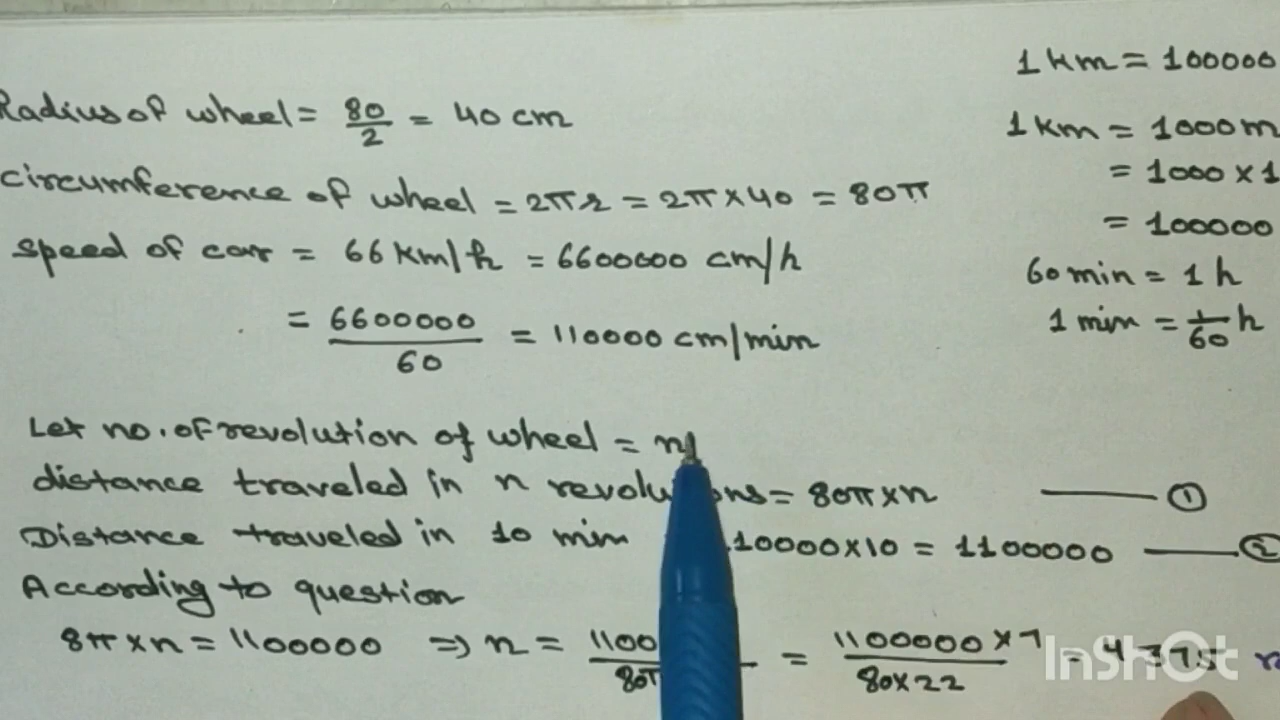 Radius of wheel = 80/2 = 40 cm
circumference of wheel = 2πr = 2π×40 = 80π
speed of car = 66 km/h = 6600000 cm/h
= 6600000/60 = 110000 cm/min
Let no. of revolution of wheel = n
distance traveled in n revolutions = 80π×n —— ①
Distance traveled in 10 min 10000×10 = 1100000 —— ②
According to question
8π×n = 1100000 ⇒ n = 1100 / 80π = 1100000×7 / 80×22 = 4375
1 km = 100000
1 km = 1000 m
= 1000 × 1
= 100000
60 min = 1 h
1 min = 1/60 h
InShot